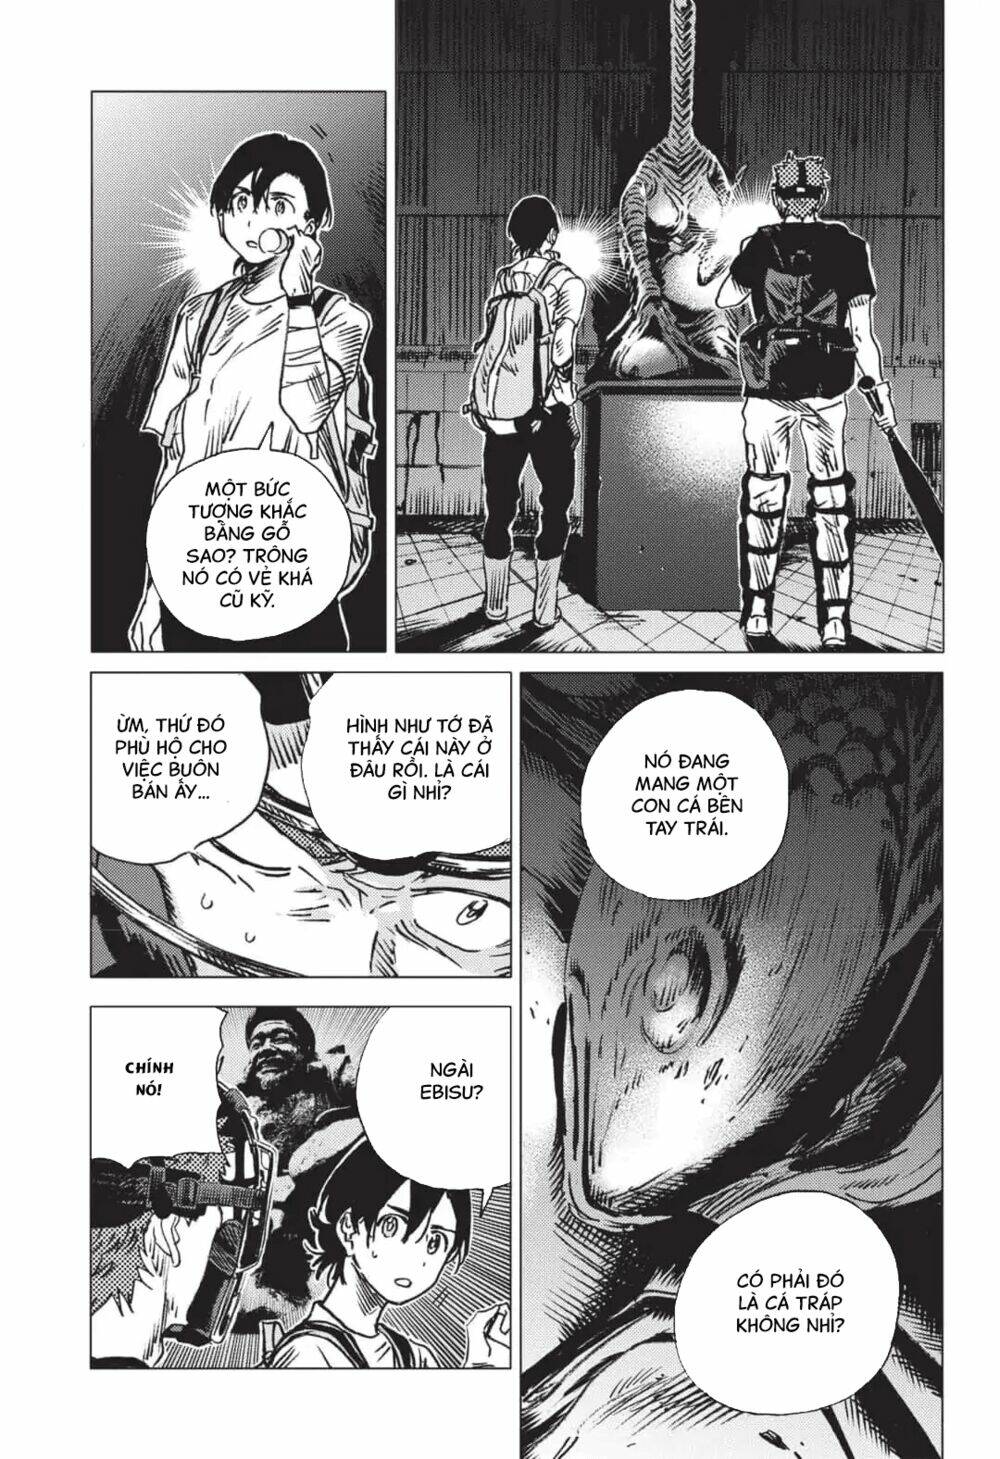 MỘT BỨC
TƯƠNG KHẮC
BẰNG GỖ
SAO? TRÔNG
NÓ CÓ VẺ KHÁ
CŨ KỸ.
NÓ ĐANG
MANG MỘT
CON CÁ BÊN
TAY TRÁI.
CÓ PHẢI ĐÓ
LÀ CÁ TRÁP
KHÔNG NHỈ?
HÌNH NHƯ TỚ ĐÃ
THẤY CÁI NÀY Ở
ĐÂU RỒI. LÀ CÁI
GÌ NHỈ?
ỪM, THỨ ĐÓ
PHÙ HỘ CHO
VIỆC BUÔN
BÁN ẤY...
NGÀI
EBISU?
CHÍNH
NÓ!